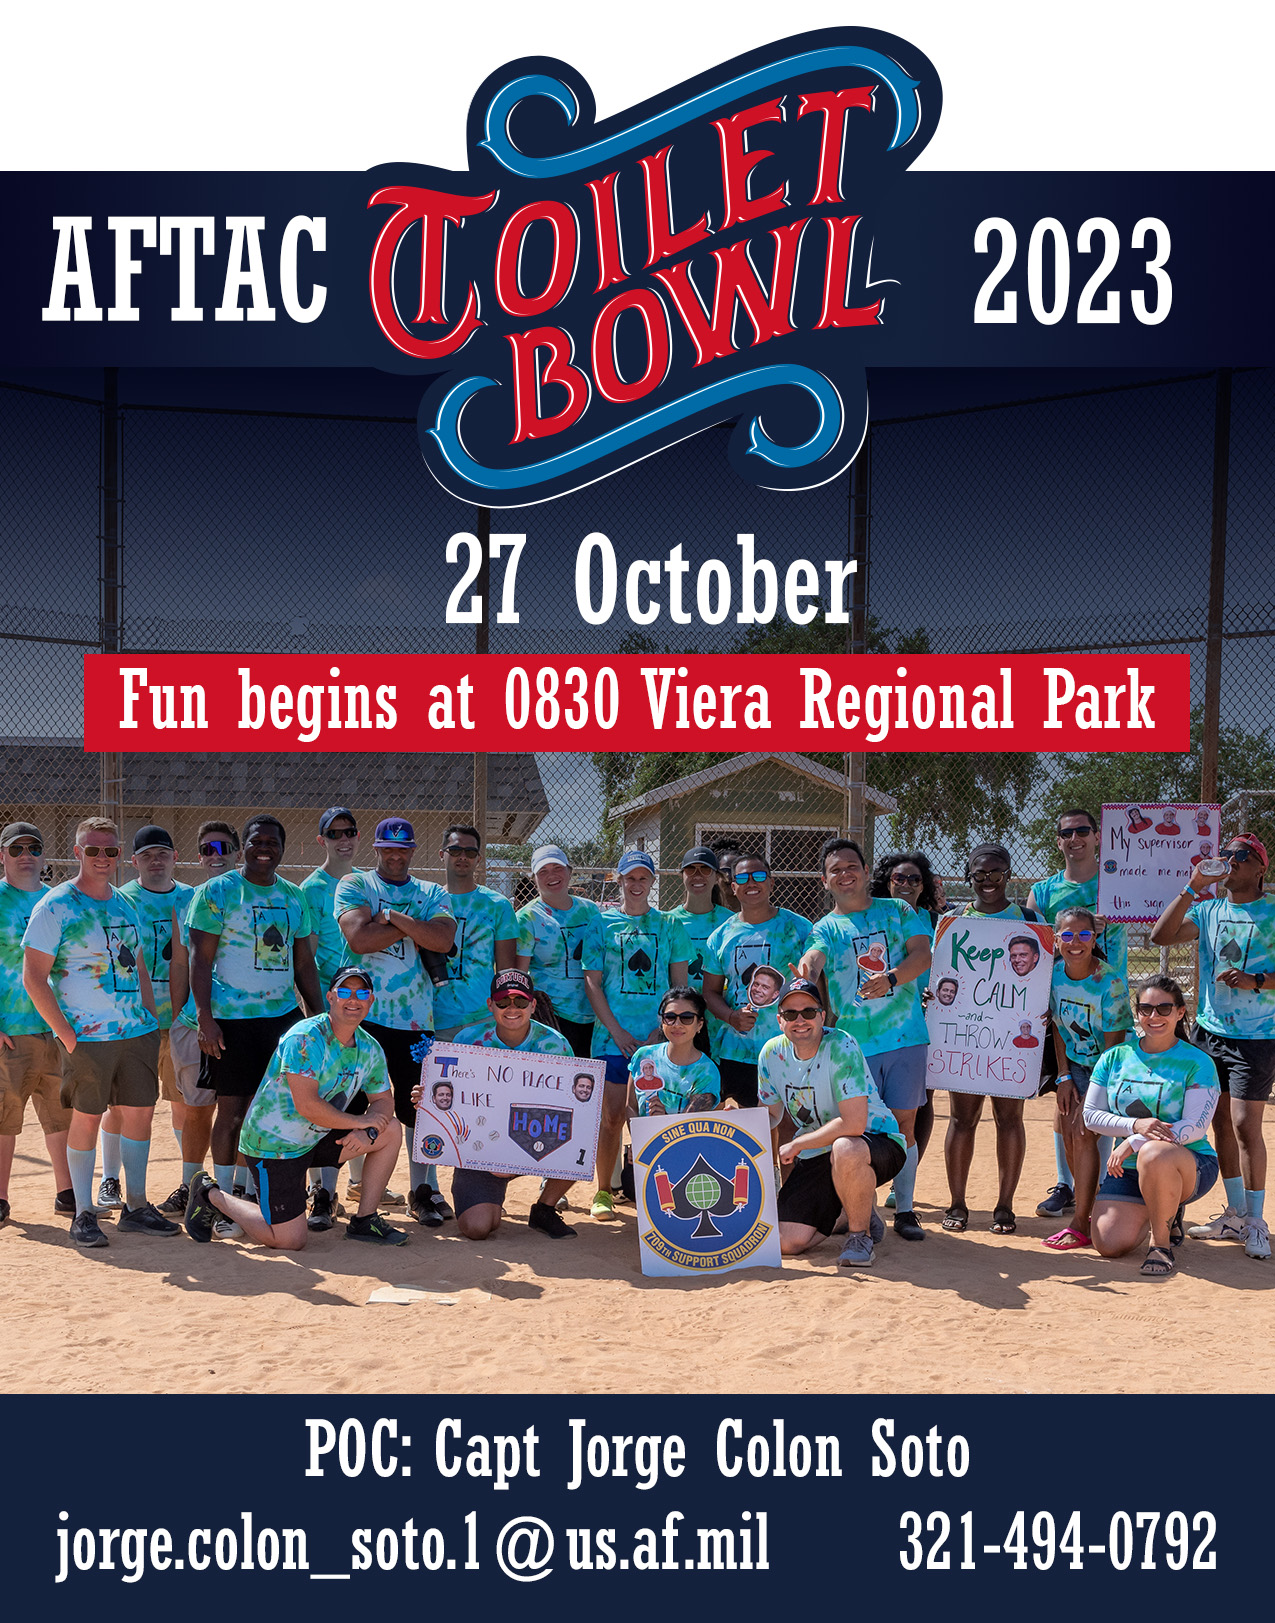 AFTAC
TOILET
BOWL
2023
27 October
Fun begins at 0830 Viera Regional Park
My supervisor
made me
this sign
Keep
CALM
-and-
THROW
STRIKES
There's NO PLACE
LIKE
HOME
1
SINE QUA NON
709TH SUPPORT SQUADRON
A
PORTUGAL
POC: Capt Jorge Colon Soto
jorge.colon_soto.1@us.af.mil
321-494-0792